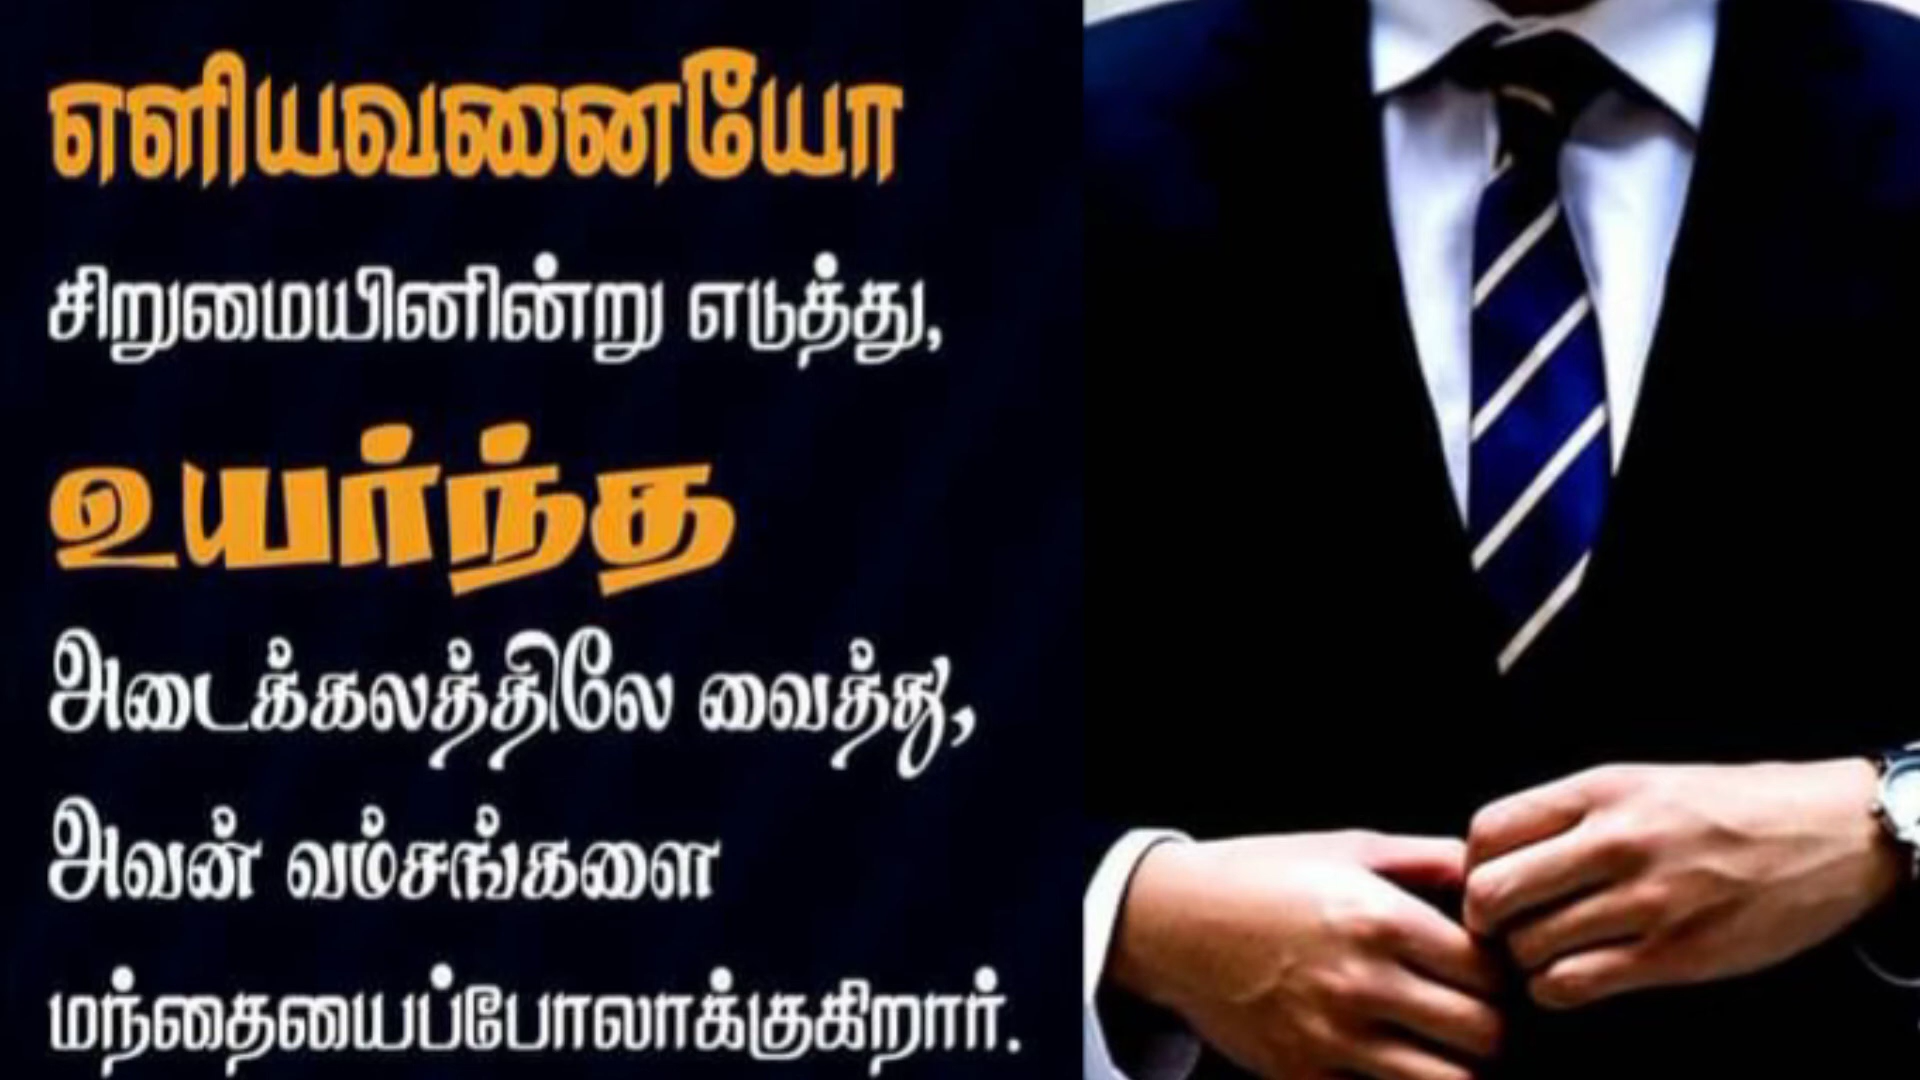 எளியவனையோ
சிறுமையினின்று எடுத்து,
உயர்ந்த
அடைக்கலத்திலே வைத்து,
அவன் வம்சங்களை
மந்தையைப்போலாக்குகிறார்.